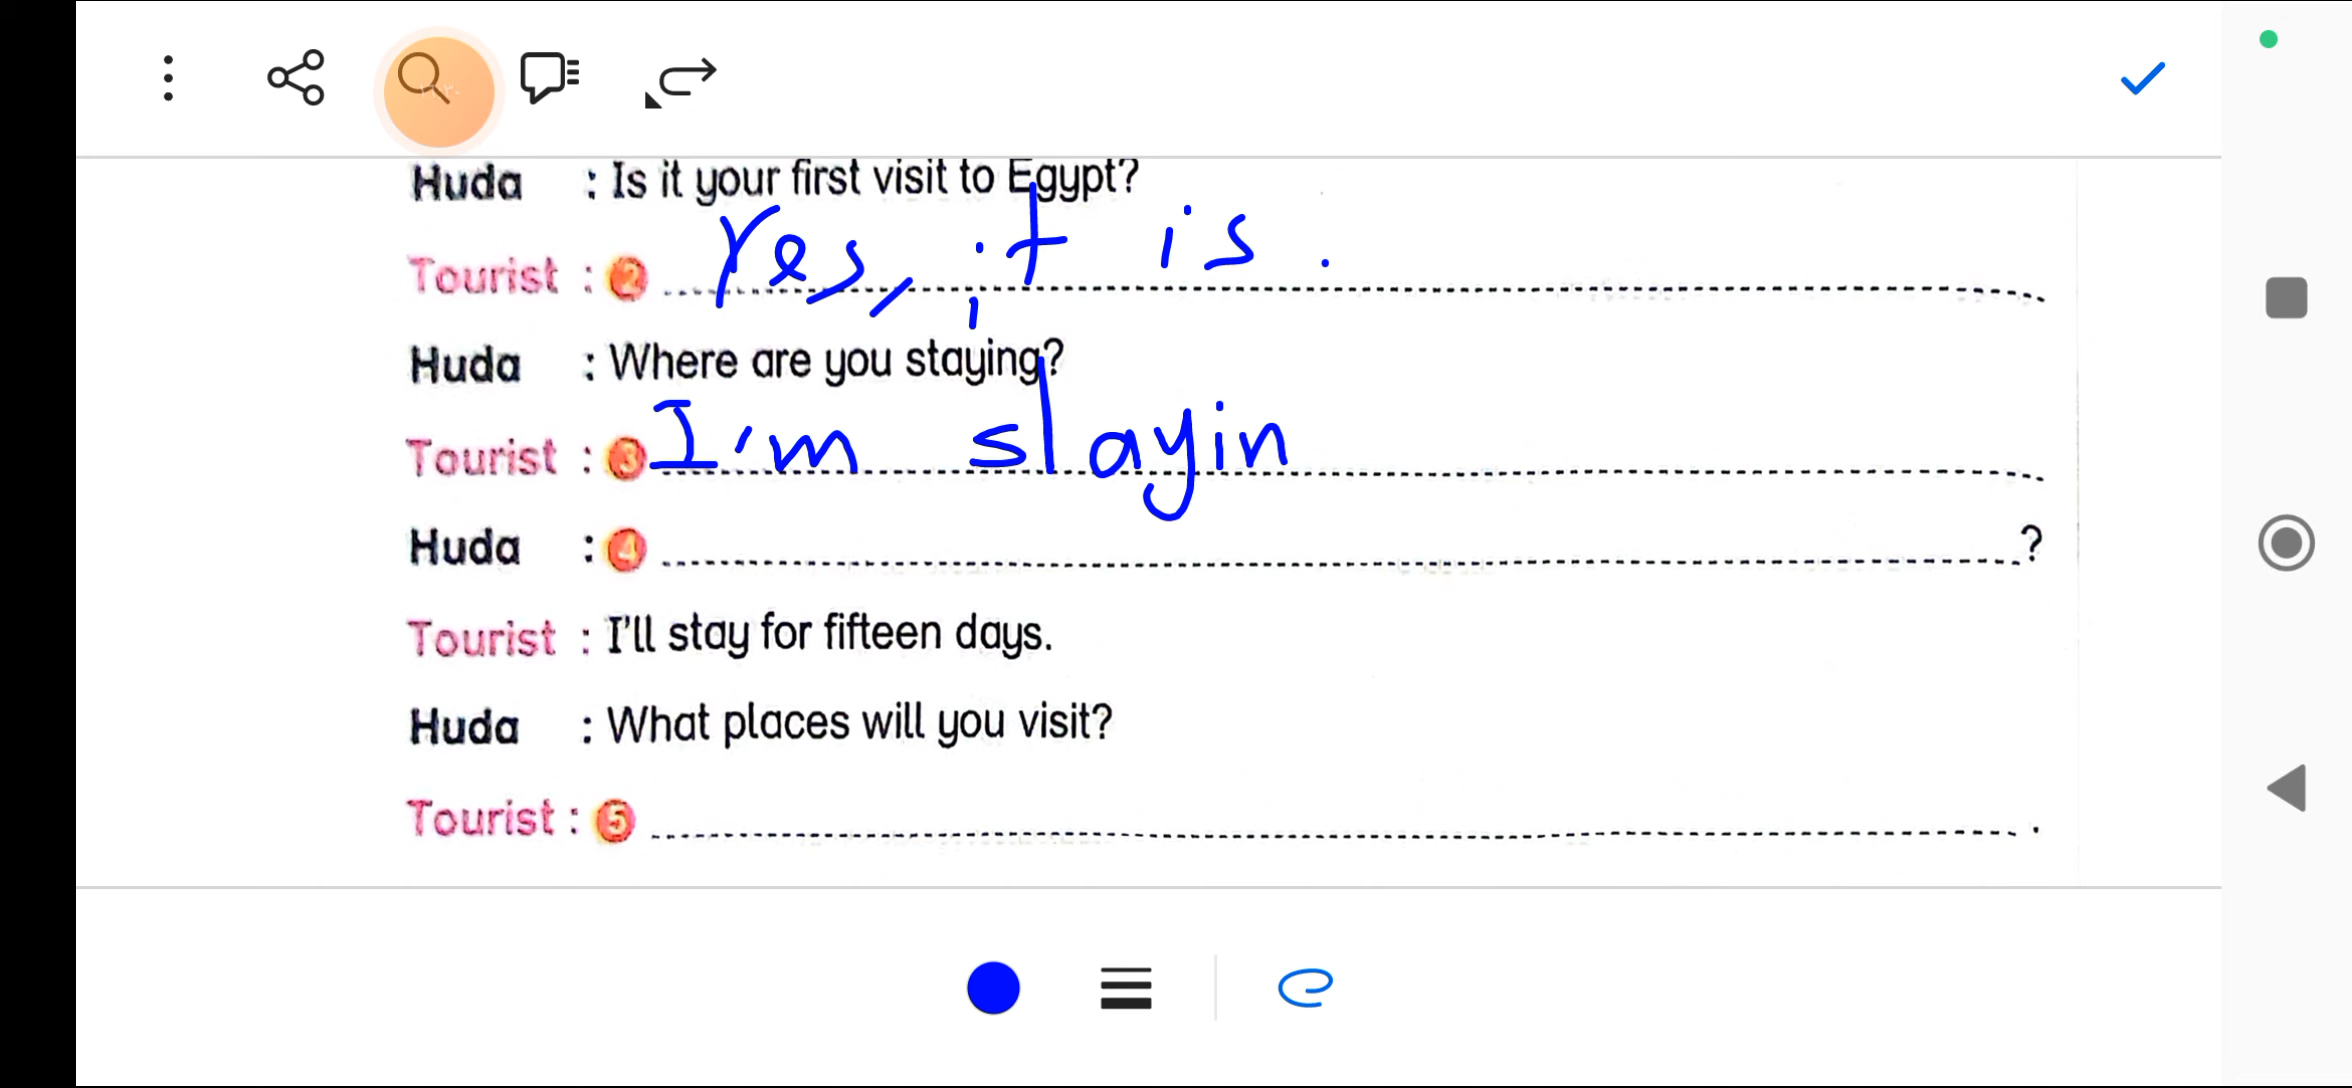 Huda : Is it your first visit to Egypt?
Tourist : 2 Yes, it is .
Huda : Where are you staying?
Tourist : 3 I'm slayin
Huda : 4 ?
Tourist : I'll stay for fifteen days.
Huda : What places will you visit?
Tourist : 5 .